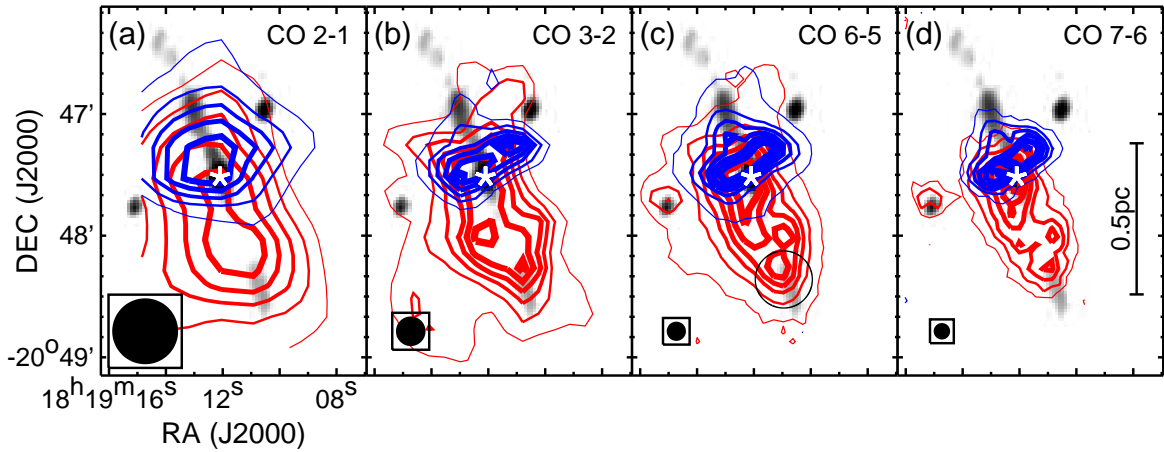 (a) CO 2-1
(b) CO 3-2
(c) CO 6-5
(d) CO 7-6
47'
48'
-20°49'
DEC (J2000)
0.5pc
18ʰ19ᵐ16ˢ 12ˢ 08ˢ
RA (J2000)